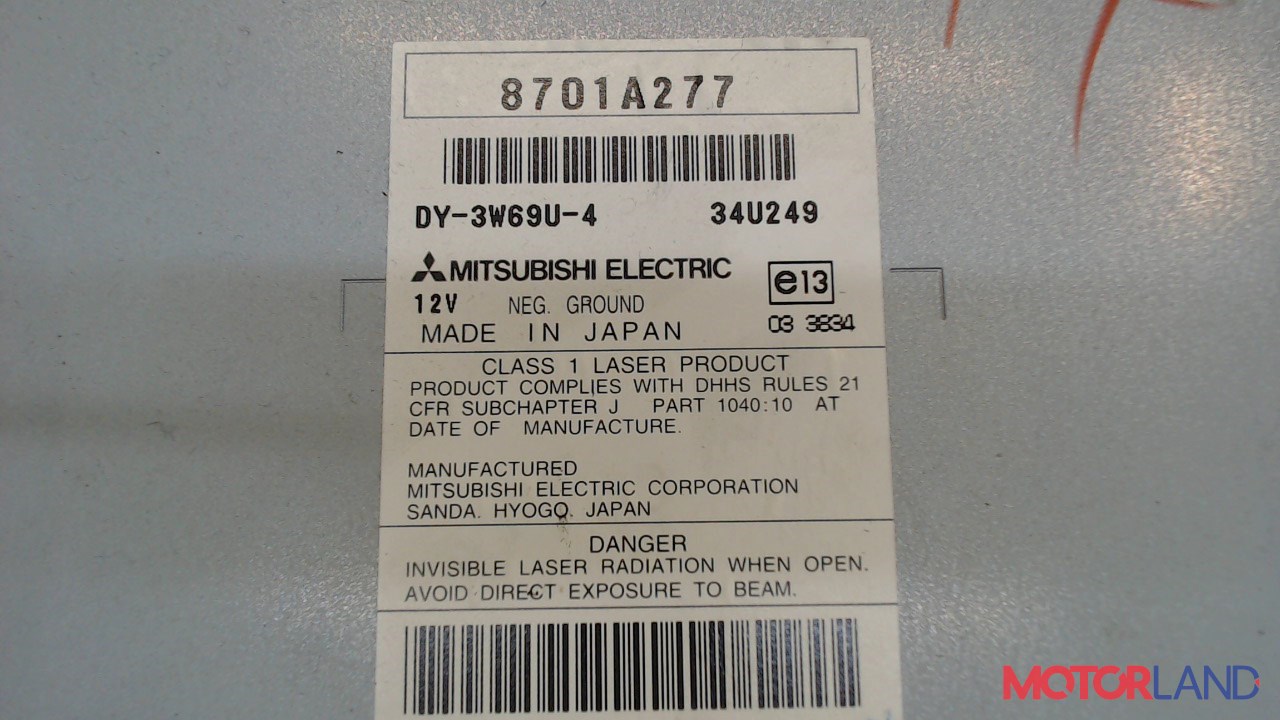 8701A277
DY-3W69U-4 34U249
MITSUBISHI ELECTRIC
e13
12V NEG. GROUND
03 3834
MADE IN JAPAN
CLASS 1 LASER PRODUCT
PRODUCT COMPLIES WITH DHHS RULES 21
CFR SUBCHAPTER J PART 1040:10 AT
DATE OF MANUFACTURE.
MANUFACTURED
MITSUBISHI ELECTRIC CORPORATION
SANDA. HYOGO. JAPAN
DANGER
INVISIBLE LASER RADIATION WHEN OPEN.
AVOID DIRECT EXPOSURE TO BEAM.
MOTORLAND